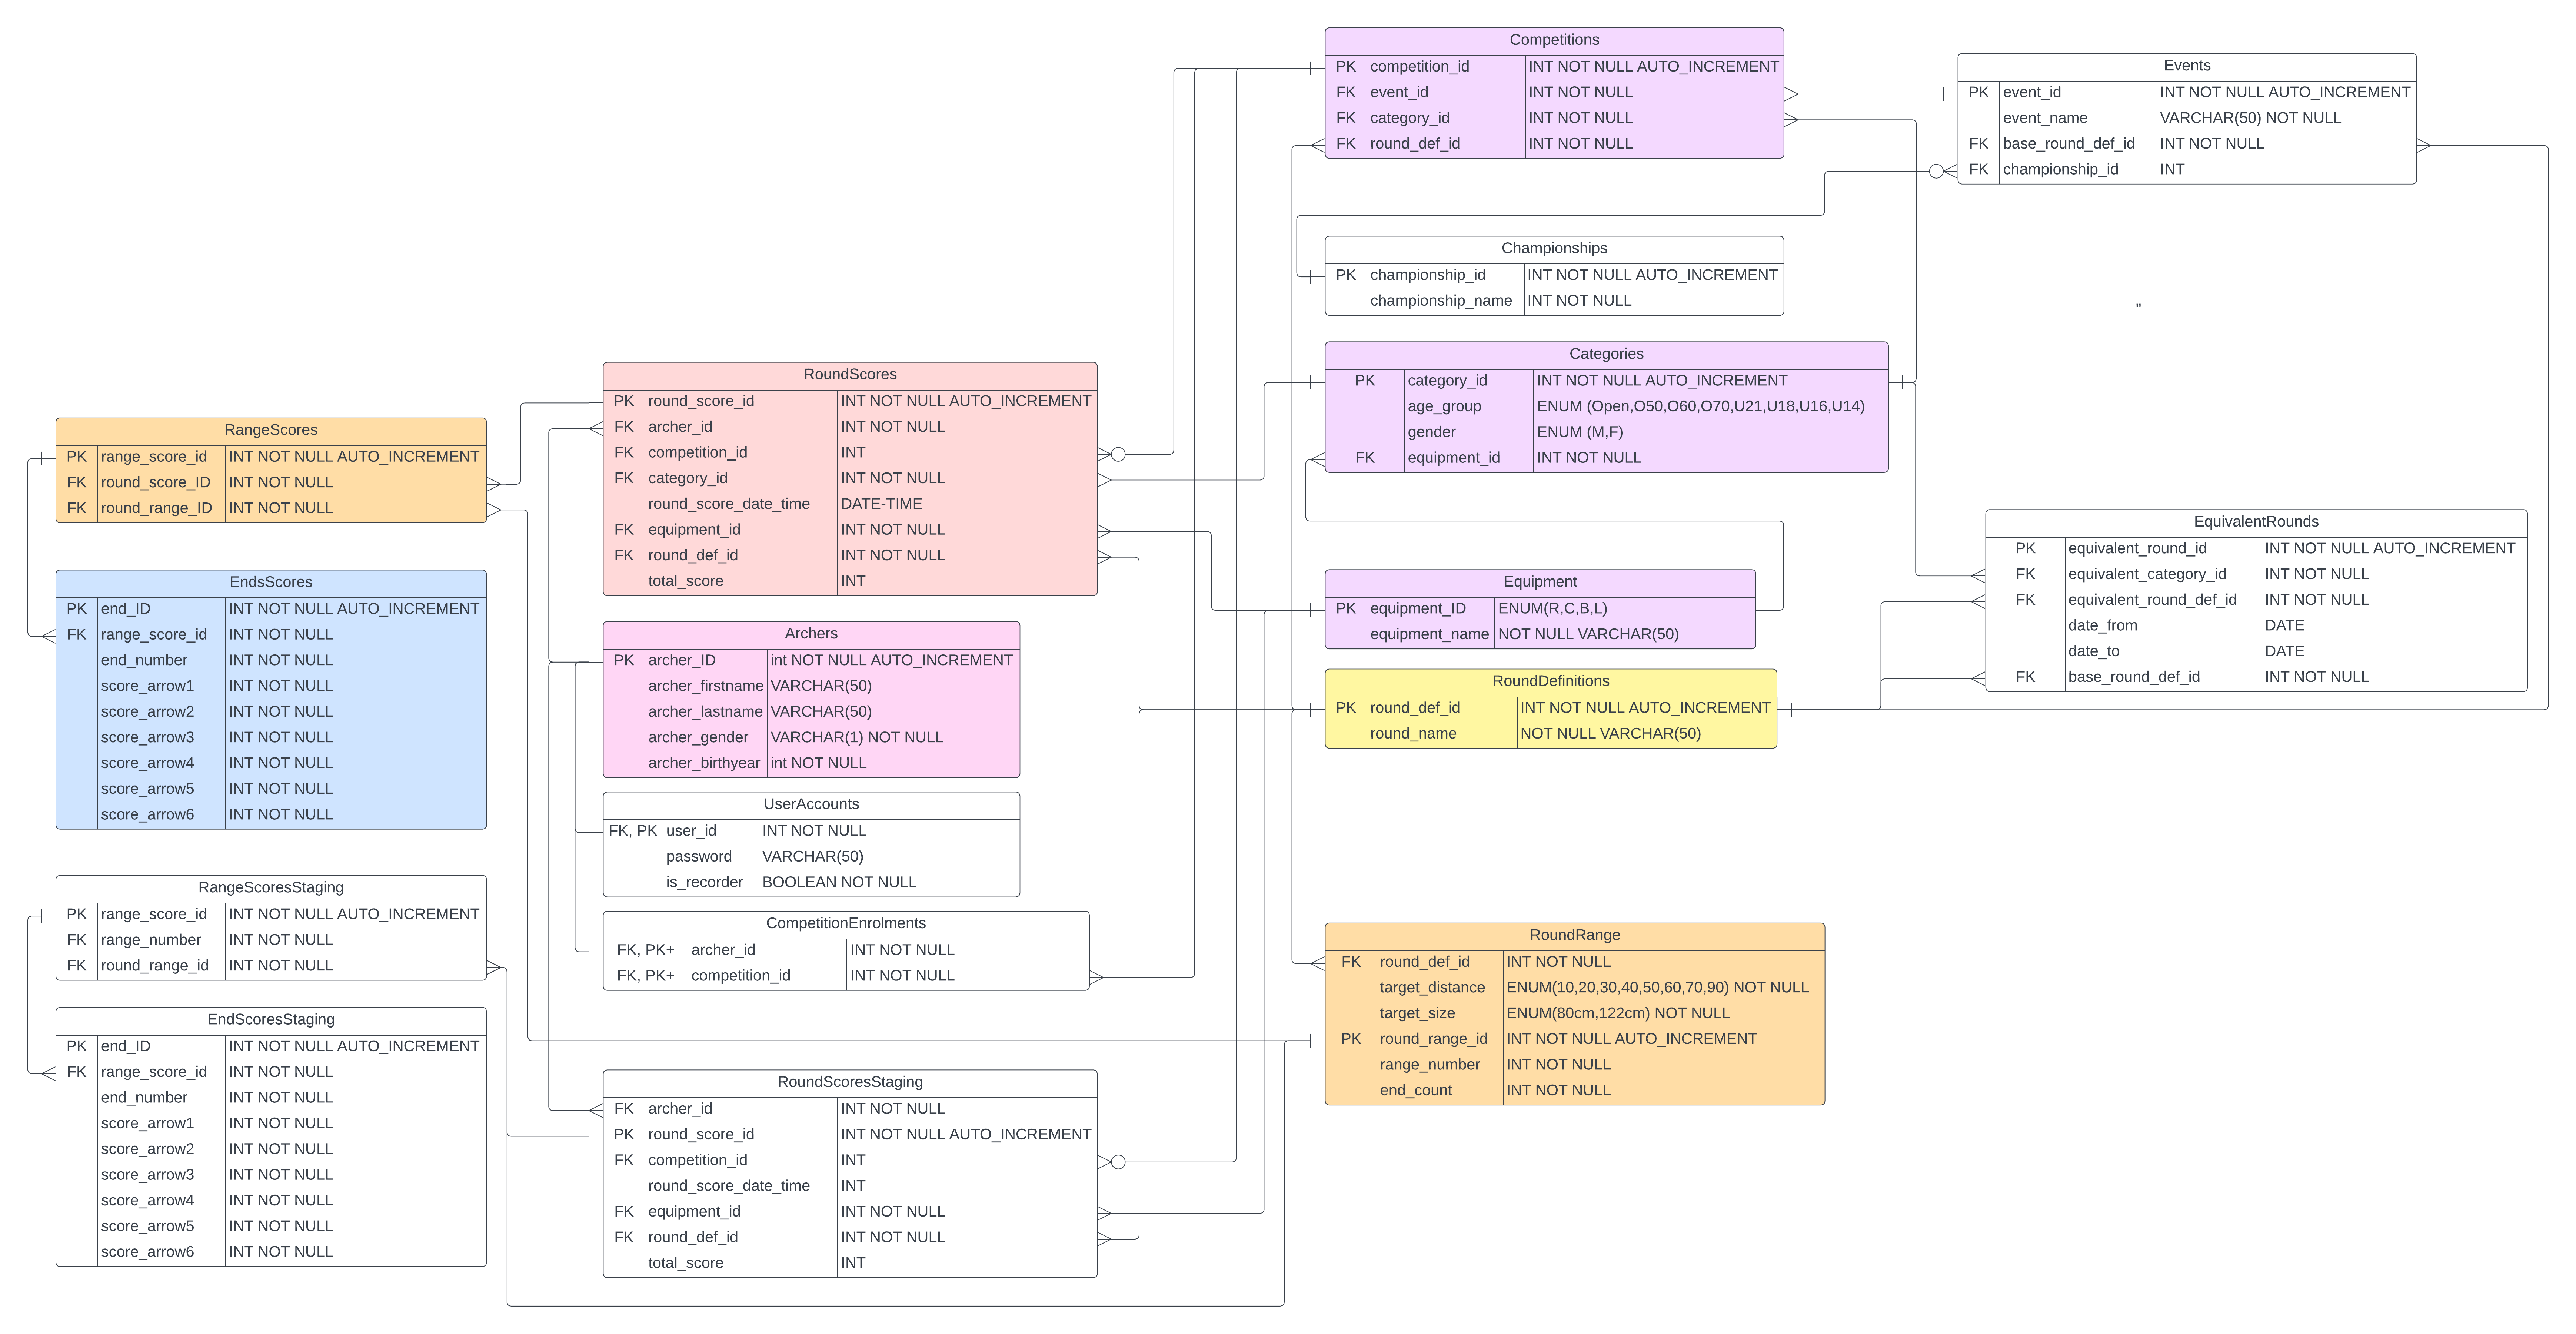 Competitions
PK competition_id INT NOT NULL AUTO_INCREMENT
FK event_id INT NOT NULL
FK category_id INT NOT NULL
FK round_def_id INT NOT NULL
Events
PK event_id INT NOT NULL AUTO_INCREMENT
event_name VARCHAR(50) NOT NULL
FK base_round_def_id INT NOT NULL
FK championship_id INT
Championships
PK championship_id INT NOT NULL AUTO_INCREMENT
championship_name INT NOT NULL
"
Categories
PK category_id INT NOT NULL AUTO_INCREMENT
age_group ENUM (Open,O50,O60,O70,U21,U18,U16,U14)
gender ENUM (M,F)
FK equipment_id INT NOT NULL
RoundScores
PK round_score_id INT NOT NULL AUTO_INCREMENT
FK archer_id INT NOT NULL
FK competition_id INT
FK category_id INT NOT NULL
round_score_date_time DATE-TIME
FK equipment_id INT NOT NULL
FK round_def_id INT NOT NULL
total_score INT
RangeScores
PK range_score_id INT NOT NULL AUTO_INCREMENT
FK round_score_ID INT NOT NULL
FK round_range_ID INT NOT NULL
EquivalentRounds
PK equivalent_round_id INT NOT NULL AUTO_INCREMENT
FK equivalent_category_id INT NOT NULL
FK equivalent_round_def_id INT NOT NULL
date_from DATE
date_to DATE
FK base_round_def_id INT NOT NULL
EndsScores
PK end_ID INT NOT NULL AUTO_INCREMENT
FK range_score_id INT NOT NULL
end_number INT NOT NULL
score_arrow1 INT NOT NULL
score_arrow2 INT NOT NULL
score_arrow3 INT NOT NULL
score_arrow4 INT NOT NULL
score_arrow5 INT NOT NULL
score_arrow6 INT NOT NULL
Equipment
PK equipment_ID ENUM(R,C,B,L)
equipment_name NOT NULL VARCHAR(50)
Archers
PK archer_ID int NOT NULL AUTO_INCREMENT
archer_firstname VARCHAR(50)
archer_lastname VARCHAR(50)
archer_gender VARCHAR(1) NOT NULL
archer_birthyear int NOT NULL
RoundDefinitions
PK round_def_id INT NOT NULL AUTO_INCREMENT
round_name NOT NULL VARCHAR(50)
UserAccounts
FK, PK user_id INT NOT NULL
password VARCHAR(50)
is_recorder BOOLEAN NOT NULL
RangeScoresStaging
PK range_score_id INT NOT NULL AUTO_INCREMENT
FK range_number INT NOT NULL
FK round_range_id INT NOT NULL
CompetitionEnrolments
FK, PK+ archer_id INT NOT NULL
FK, PK+ competition_id INT NOT NULL
RoundRange
FK round_def_id INT NOT NULL
target_distance ENUM(10,20,30,40,50,60,70,90) NOT NULL
target_size ENUM(80cm,122cm) NOT NULL
PK round_range_id INT NOT NULL AUTO_INCREMENT
range_number INT NOT NULL
end_count INT NOT NULL
EndScoresStaging
PK end_ID INT NOT NULL AUTO_INCREMENT
FK range_score_id INT NOT NULL
end_number INT NOT NULL
score_arrow1 INT NOT NULL
score_arrow2 INT NOT NULL
score_arrow3 INT NOT NULL
score_arrow4 INT NOT NULL
score_arrow5 INT NOT NULL
score_arrow6 INT NOT NULL
RoundScoresStaging
FK archer_id INT NOT NULL
PK round_score_id INT NOT NULL AUTO_INCREMENT
FK competition_id INT
round_score_date_time INT
FK equipment_id INT NOT NULL
FK round_def_id INT NOT NULL
total_score INT